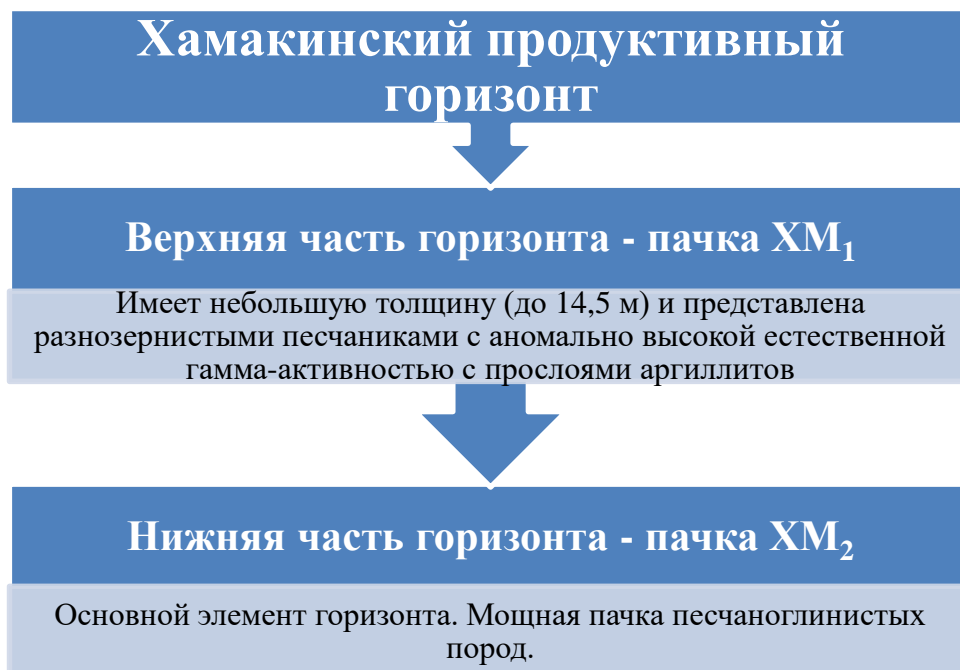 Хамакинский продуктивный
горизонт
Верхняя часть горизонта - пачка ХМ₁
Имеет небольшую толщину (до 14,5 м) и представлена
разнозернистыми песчаниками с аномально высокой естественной
гамма-активностью с прослоями аргиллитов
Нижняя часть горизонта - пачка ХМ₂
Основной элемент горизонта. Мощная пачка песчаноглинистых
пород.